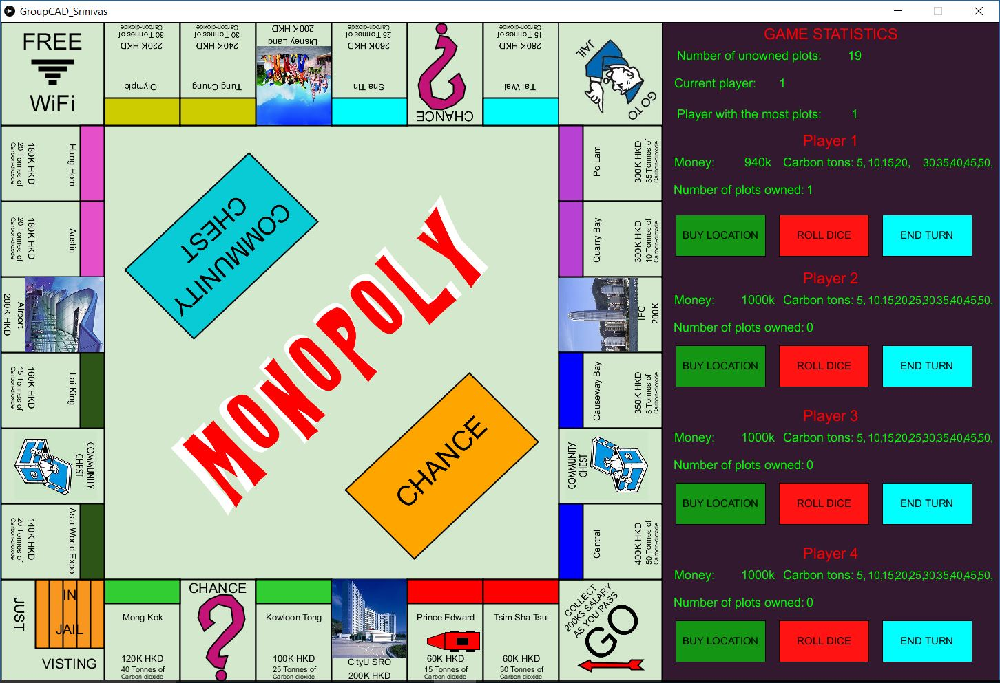 GroupCAD_Srinivas
FREE
WiFi
220K HKD
30 Tonnes of
Carbon-dioxide
Olympic
240K HKD
30 Tonnes of
Carbon-dioxide
Tung Chung
Disney Land
200K HKD
260K HKD
25 Tonnes of
Carbon-dioxide
Sha Tin
CHANCE
280K HKD
15 Tonnes of
Carbon-dioxide
Tai Wai
GO TO
JAIL
Hung Hom
180K HKD
20 Tonnes of
Carbon-dioxide
Austin
180K HKD
20 Tonnes of
Carbon-dioxide
Airport
200K HKD
Lai King
160K HKD
15 Tonnes of
Carbon-dioxide
COMMUNITY
CHEST
Asia World Expo
140K HKD
20 Tonnes of
Carbon-dioxide
COMMUNITY
CHEST
MONOPOLY
CHANCE
Po Lam
300K HKD
35 Tonnes of
Carbon-dioxide
Quarry Bay
300K HKD
10 Tonnes of
Carbon-dioxide
IFC
200K
Causeway Bay
350K HKD
5 Tonnes of
Carbon-dioxide
COMMUNITY
CHEST
Central
400K HKD
50 Tonnes of
Carbon-dioxide
JUST
IN
JAIL
VISTING
Mong Kok
120K HKD
40 Tonnes of
Carbon-dioxide
CHANCE
Kowloon Tong
100K HKD
25 Tonnes of
Carbon-dioxide
CityU SRO
200K HKD
Prince Edward
60K HKD
15 Tonnes of
Carbon-dioxide
Tsim Sha Tsui
60K HKD
30 Tonnes of
Carbon-dioxide
COLLECT
200K$ SALARY
AS YOU PASS
GO
GAME STATISTICS
Number of unowned plots: 19
Current player: 1
Player with the most plots: 1
Player 1
Money: 940k Carbon tons: 5, 10,15,20, 30,35,40,45,50,
Number of plots owned: 1
BUY LOCATION ROLL DICE END TURN
Player 2
Money: 1000k Carbon tons: 5, 10,15,20,25,30,35,40,45,50,
Number of plots owned: 0
BUY LOCATION ROLL DICE END TURN
Player 3
Money: 1000k Carbon tons: 5, 10,15,20,25,30,35,40,45,50,
Number of plots owned: 0
BUY LOCATION ROLL DICE END TURN
Player 4
Money: 1000k Carbon tons: 5, 10,15,20,25,30,35,40,45,50,
Number of plots owned: 0
BUY LOCATION ROLL DICE END TURN